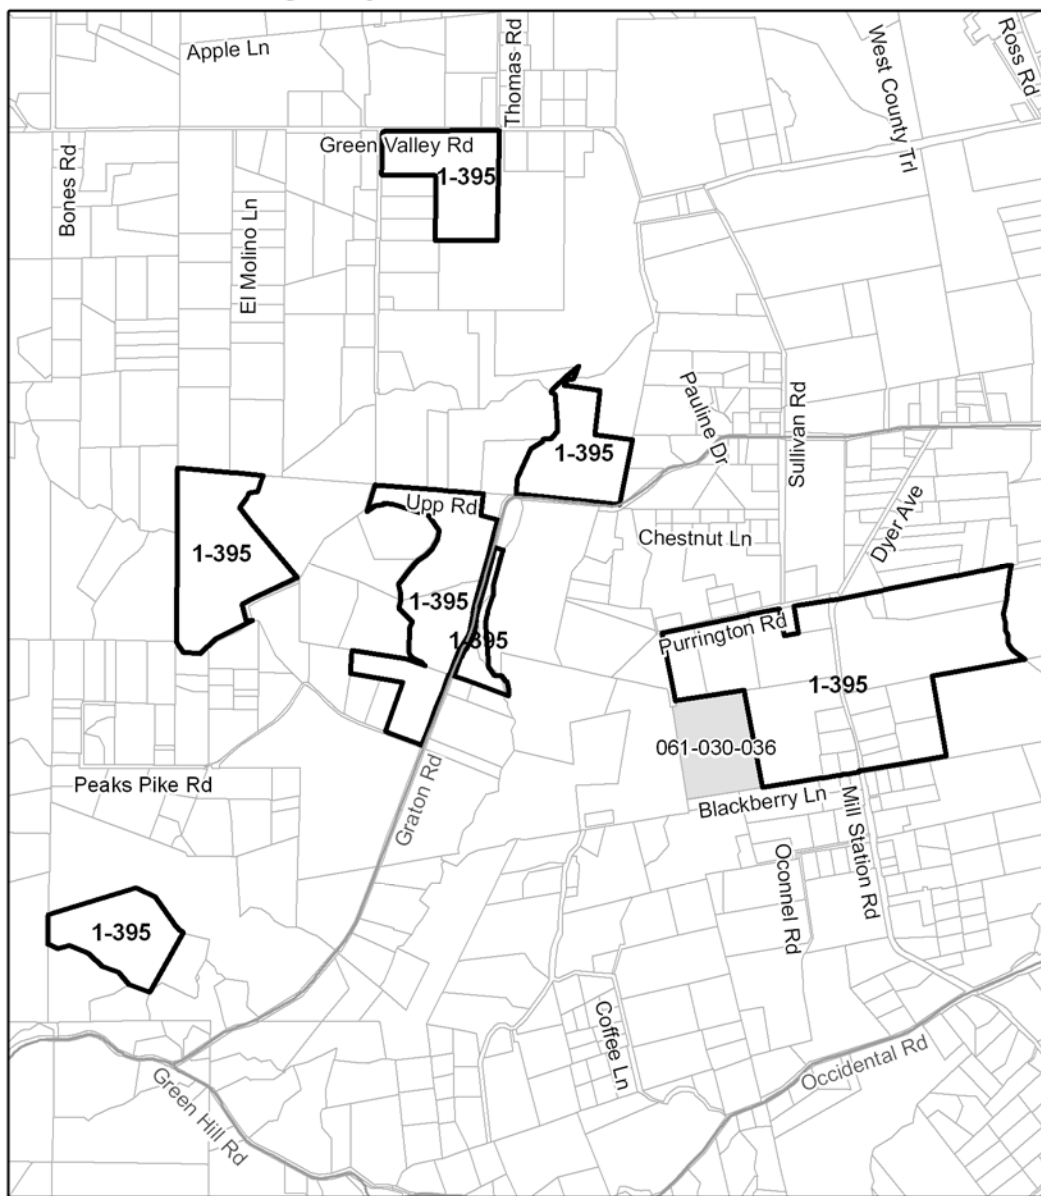 Apple Ln
Thomas Rd
West County Trl
Ross Rd
Bones Rd
Green Valley Rd
1-395
El Molino Ln
Pauline Dr
Sullivan Rd
1-395
Upp Rd
Chestnut Ln
Dyer Ave
1-395
1-395
1-395
Purrington Rd
1-395
061-030-036
Peaks Pike Rd
Graton Rd
Blackberry Ln
Mill Station Rd
Oconnel Rd
1-395
Coffee Ln
Occidental Rd
Green Hill Rd